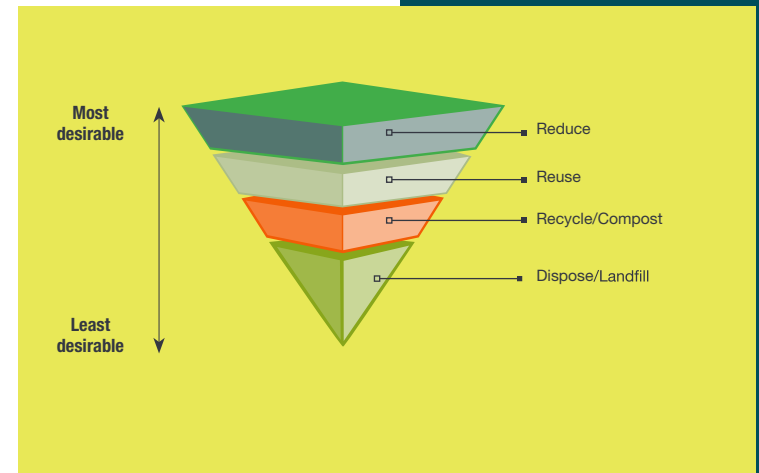 Most
desirable
Reduce
Reuse
Recycle/Compost
Dispose/Landfill
Least
desirable